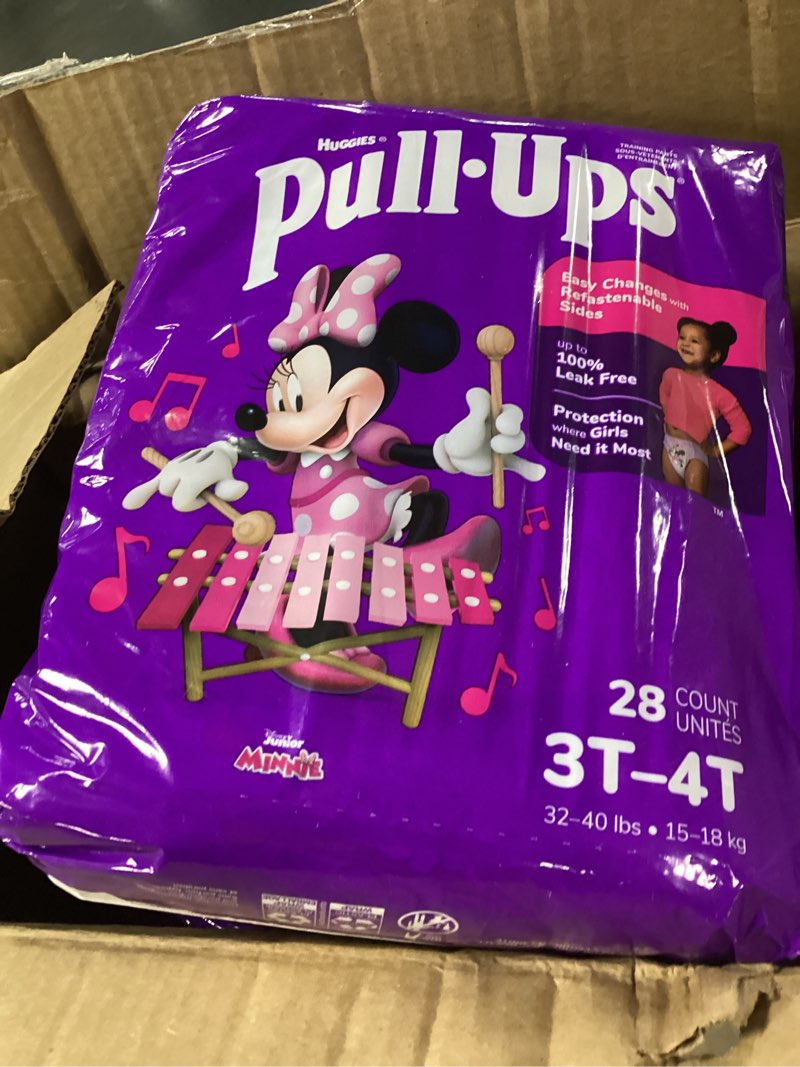 HUGGIES®
Pull·Ups®
TRAINING PANTS
SOUS-VÊTEMENTS
D'ENTRAÎNEMENT
Easy Changes with
Refastenable
Sides
up to
100%
Leak Free
Protection
where Girls
Need it Most
TM
28 COUNT
UNITÉS
3T–4T
32–40 lbs • 15–18 kg
Disney
Junior
MINNIE